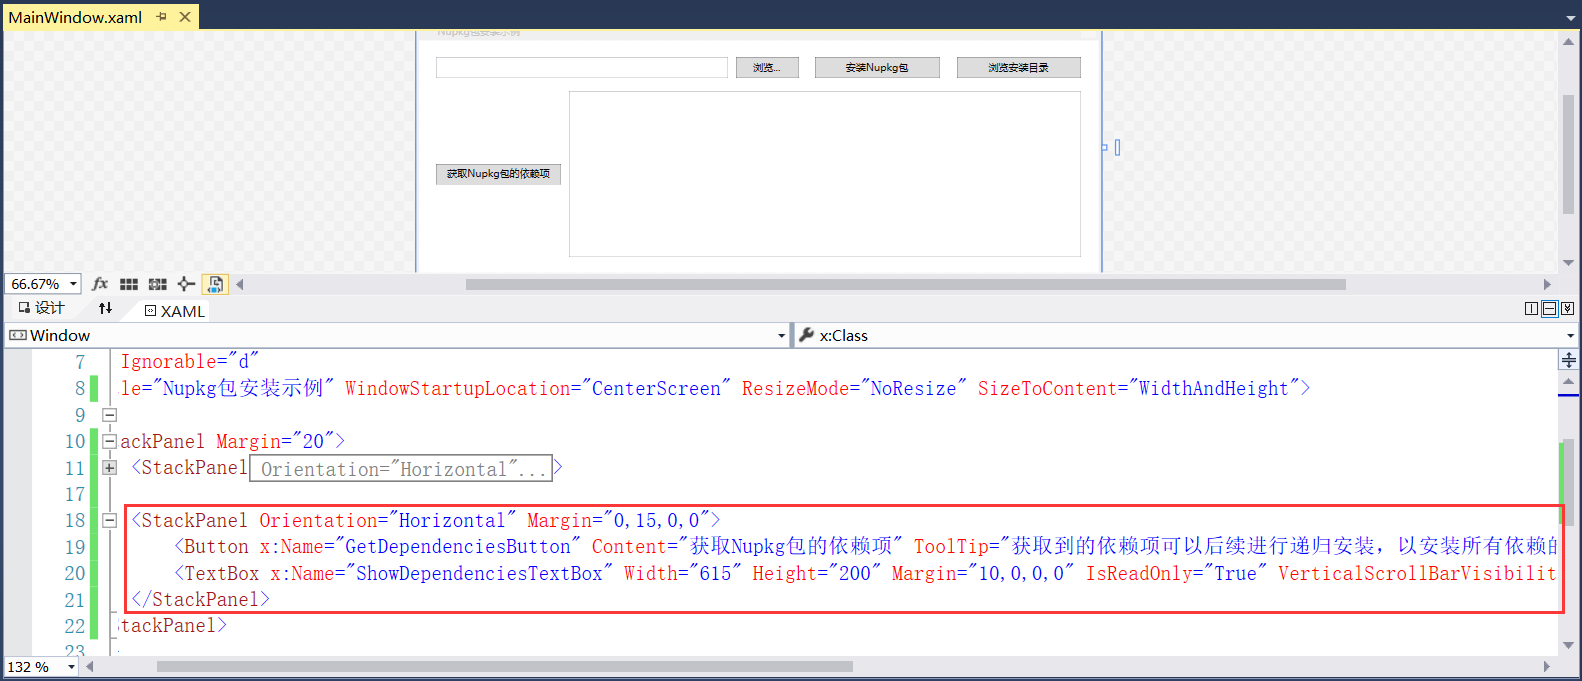 MainWindow.xaml
Nupkg包安装示例
浏览... 安装Nupkg包 浏览安装目录
获取Nupkg包的依赖项
66.67% fx
设计 XAML
Window x:Class
7 Ignorable="d"
8 le="Nupkg包安装示例" WindowStartupLocation="CenterScreen" ResizeMode="NoResize" SizeToContent="WidthAndHeight">
9
10 ackPanel Margin="20">
11 <StackPanel Orientation="Horizontal"... >
17
18 <StackPanel Orientation="Horizontal" Margin="0,15,0,0">
19 <Button x:Name="GetDependenciesButton" Content="获取Nupkg包的依赖项" ToolTip="获取到的依赖项可以后续进行递归安装，以安装所有依赖的
20 <TextBox x:Name="ShowDependenciesTextBox" Width="615" Height="200" Margin="10,0,0,0" IsReadOnly="True" VerticalScrollBarVisibilit
21 </StackPanel>
22 tackPanel>
23
132 %